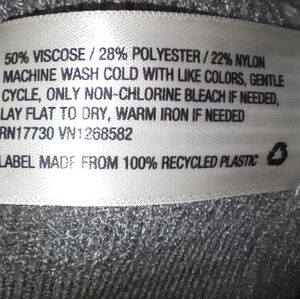 50% VISCOSE / 28% POLYESTER / 22% NYLON
MACHINE WASH COLD WITH LIKE COLORS, GENTLE
CYCLE, ONLY NON-CHLORINE BLEACH IF NEEDED,
LAY FLAT TO DRY, WARM IRON IF NEEDED
RN17730 VN1268582
LABEL MADE FROM 100% RECYCLED PLASTIC